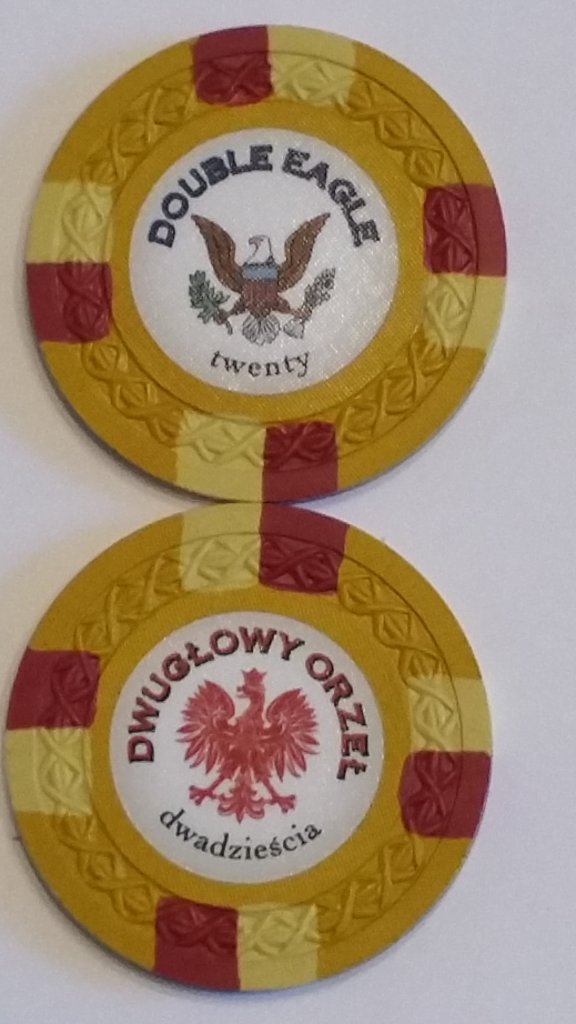 DOUBLE EAGLE
twenty
DWUGŁOWY ORZEŁ
dwadzieścia